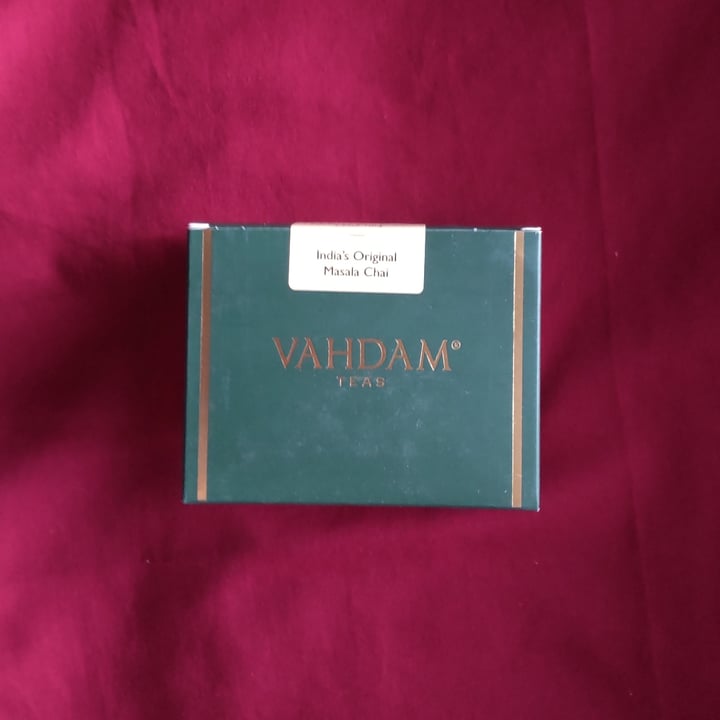 India's Original
Masala Chai
VAHDAM®
TEAS